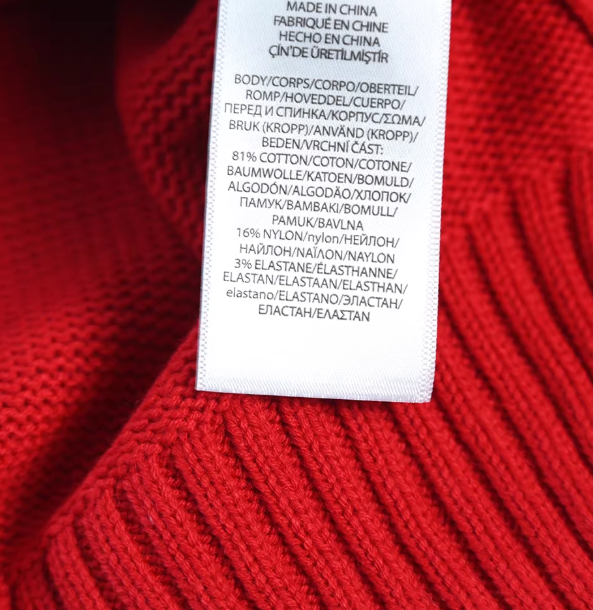 MADE IN CHINA
FABRIQUÉ EN CHINE
HECHO EN CHINA
ÇİN'DE ÜRETİLMİŞTİR
BODY/CORPS/CORPO/OBERTEIL/
ROMP/HOVEDDEL/CUERPO/
ПЕРЕД И СПИНКА/КОРПУС/ΣΩΜΑ/
BRUK (KROPP)/ANVÄND (KROPP)/
BEDEN/VRCHNÍ ČÁST:
81% COTTON/COTON/COTONE/
BAUMWOLLE/KATOEN/BOMULD/
ALGODÓN/ALGODÃO/ХЛОПОК/
ПАМУК/BAMBAKI/BOMULL/
PAMUK/BAVLNA
16% NYLON/nylon/НЕЙЛОН/
НАЙЛОН/ΝΑΪΛΟΝ/NAYLON
3% ELASTANE/ÉLASTHANNE/
ELASTAN/ELASTAAN/ELASTHAN/
elastano/ELASTANO/ЭЛАСТАН/
ЕЛАСТАН/ΕΛΑΣΤΑΝ